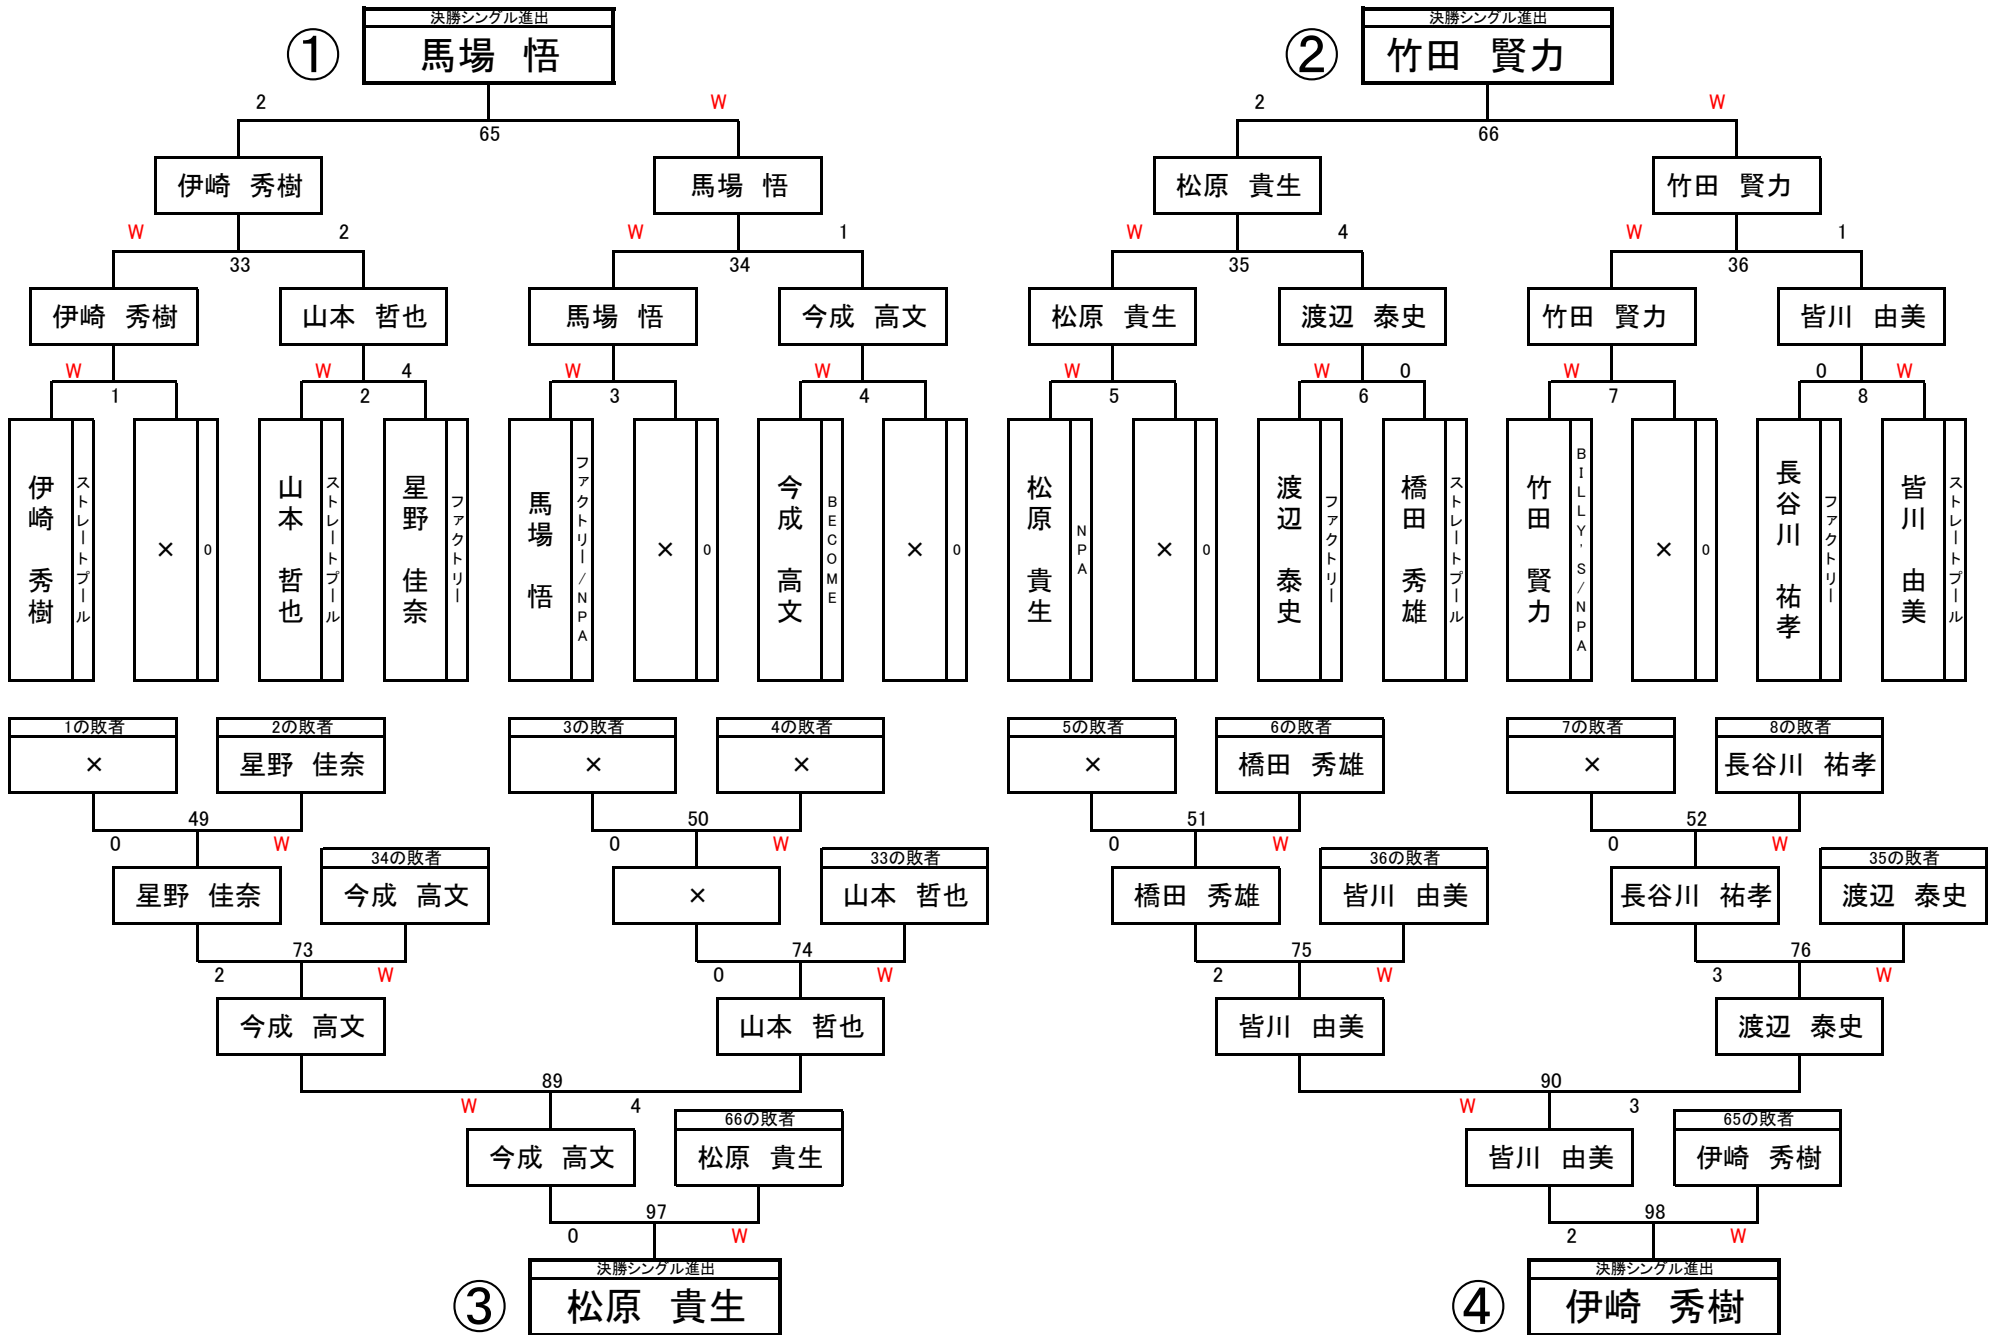 決勝シングル進出
① 馬場 悟
決勝シングル進出
② 竹田 賢力
2 W
65
2 W
66
伊崎 秀樹
馬場 悟
松原 貴生
竹田 賢力
W 2
33
W 1
34
W 4
35
W 1
36
伊崎 秀樹
山本 哲也
馬場 悟
今成 高文
松原 貴生
渡辺 泰史
竹田 賢力
皆川 由美
W
1
W 4
2
W
3
W
4
W
5
W 0
6
W
7
0 W
8
伊崎 秀樹
ストレートプール
×
0
山本 哲也
ストレートプール
星野 佳奈
ファクトリー
馬場 悟
ファクトリー/NPA
×
0
今成 高文
BECOME
×
0
松原 貴生
NPA
×
0
渡辺 泰史
ファクトリー
橋田 秀雄
ストレートプール
竹田 賢力
BILLY'S/NPA
×
0
長谷川 祐孝
ファクトリー
皆川 由美
ストレートプール
1の敗者
×
2の敗者
星野 佳奈
3の敗者
×
4の敗者
×
5の敗者
×
6の敗者
橋田 秀雄
7の敗者
×
8の敗者
長谷川 祐孝
49
0 W
50
0 W
51
0 W
52
0 W
星野 佳奈
34の敗者
今成 高文
×
33の敗者
山本 哲也
橋田 秀雄
36の敗者
皆川 由美
長谷川 祐孝
35の敗者
渡辺 泰史
73
2 W
74
0 W
75
2 W
76
3 W
今成 高文
山本 哲也
皆川 由美
渡辺 泰史
89
W 4
90
W 3
今成 高文
66の敗者
松原 貴生
皆川 由美
65の敗者
伊崎 秀樹
97
0 W
98
2 W
決勝シングル進出
③ 松原 貴生
決勝シングル進出
④ 伊崎 秀樹